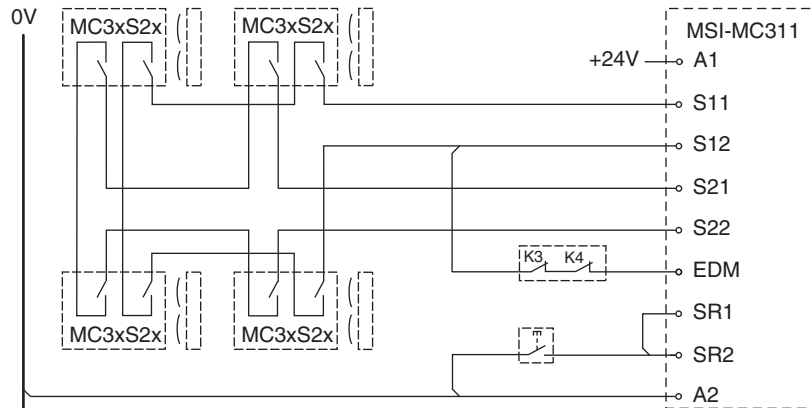 0V
MC3xS2x
MC3xS2x
MSI-MC311
+24V
A1
S11
S12
S21
S22
K3
K4
EDM
MC3xS2x
MC3xS2x
SR1
SR2
A2